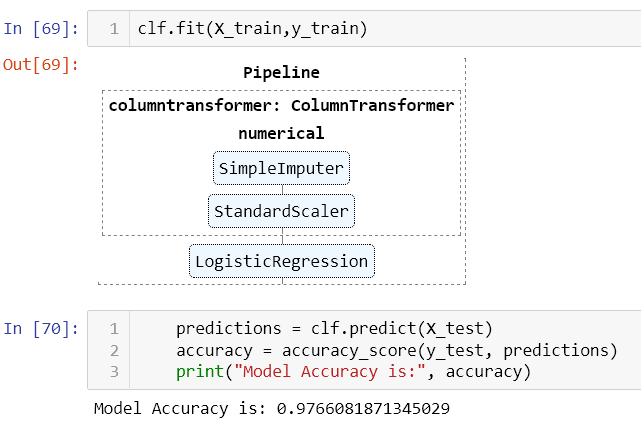 In [69]: 1 clf.fit(X_train,y_train)
Out[69]:
Pipeline
columntransformer: ColumnTransformer
numerical
SimpleImputer
StandardScaler
LogisticRegression
In [70]: 1 predictions = clf.predict(X_test)
2 accuracy = accuracy_score(y_test, predictions)
3 print("Model Accuracy is:", accuracy)
Model Accuracy is: 0.9766081871345029